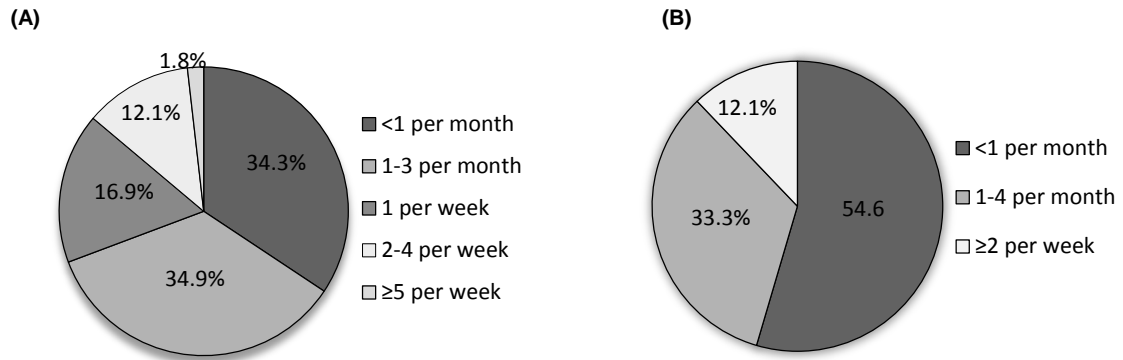 (A)
1.8%
12.1%
34.3%
16.9%
34.9%
<1 per month
1-3 per month
1 per week
2-4 per week
≥5 per week
(B)
12.1%
33.3%
54.6
<1 per month
1-4 per month
≥2 per week